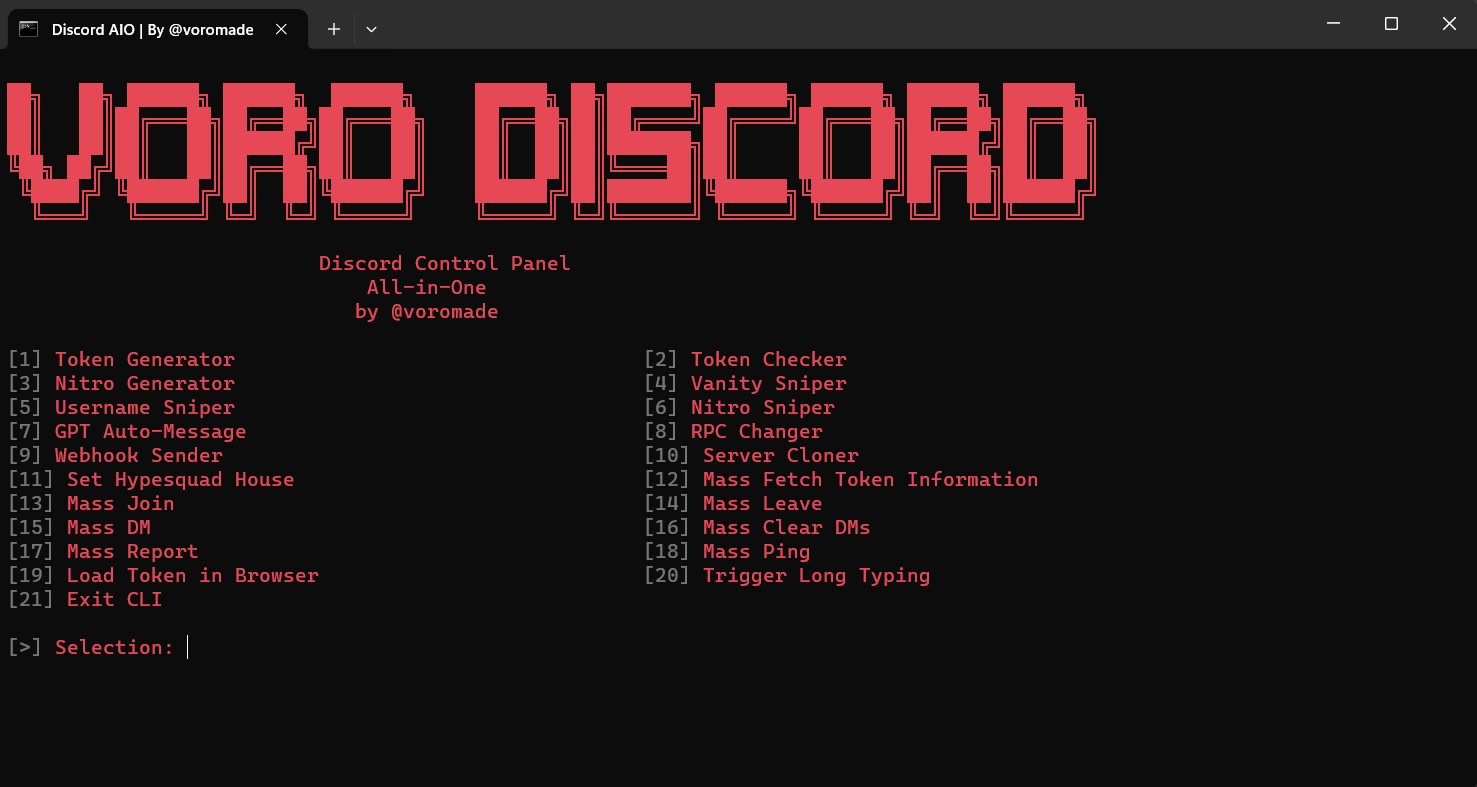 Discord AIO | By @voromade
VORO DISCORD
Discord Control Panel
All-in-One
by @voromade
[1] Token Generator [2] Token Checker
[3] Nitro Generator [4] Vanity Sniper
[5] Username Sniper [6] Nitro Sniper
[7] GPT Auto-Message [8] RPC Changer
[9] Webhook Sender [10] Server Cloner
[11] Set Hypesquad House [12] Mass Fetch Token Information
[13] Mass Join [14] Mass Leave
[15] Mass DM [16] Mass Clear DMs
[17] Mass Report [18] Mass Ping
[19] Load Token in Browser [20] Trigger Long Typing
[21] Exit CLI
[>] Selection: